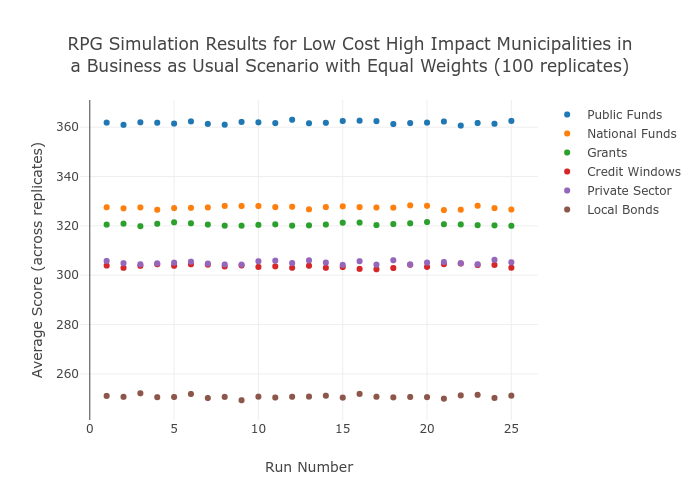 RPG Simulation Results for Low Cost High Impact Municipalities in
a Business as Usual Scenario with Equal Weights (100 replicates)
Public Funds
National Funds
Grants
Credit Windows
Private Sector
Local Bonds
Average Score (across replicates)
360
340
320
300
280
260
0 5 10 15 20 25
Run Number